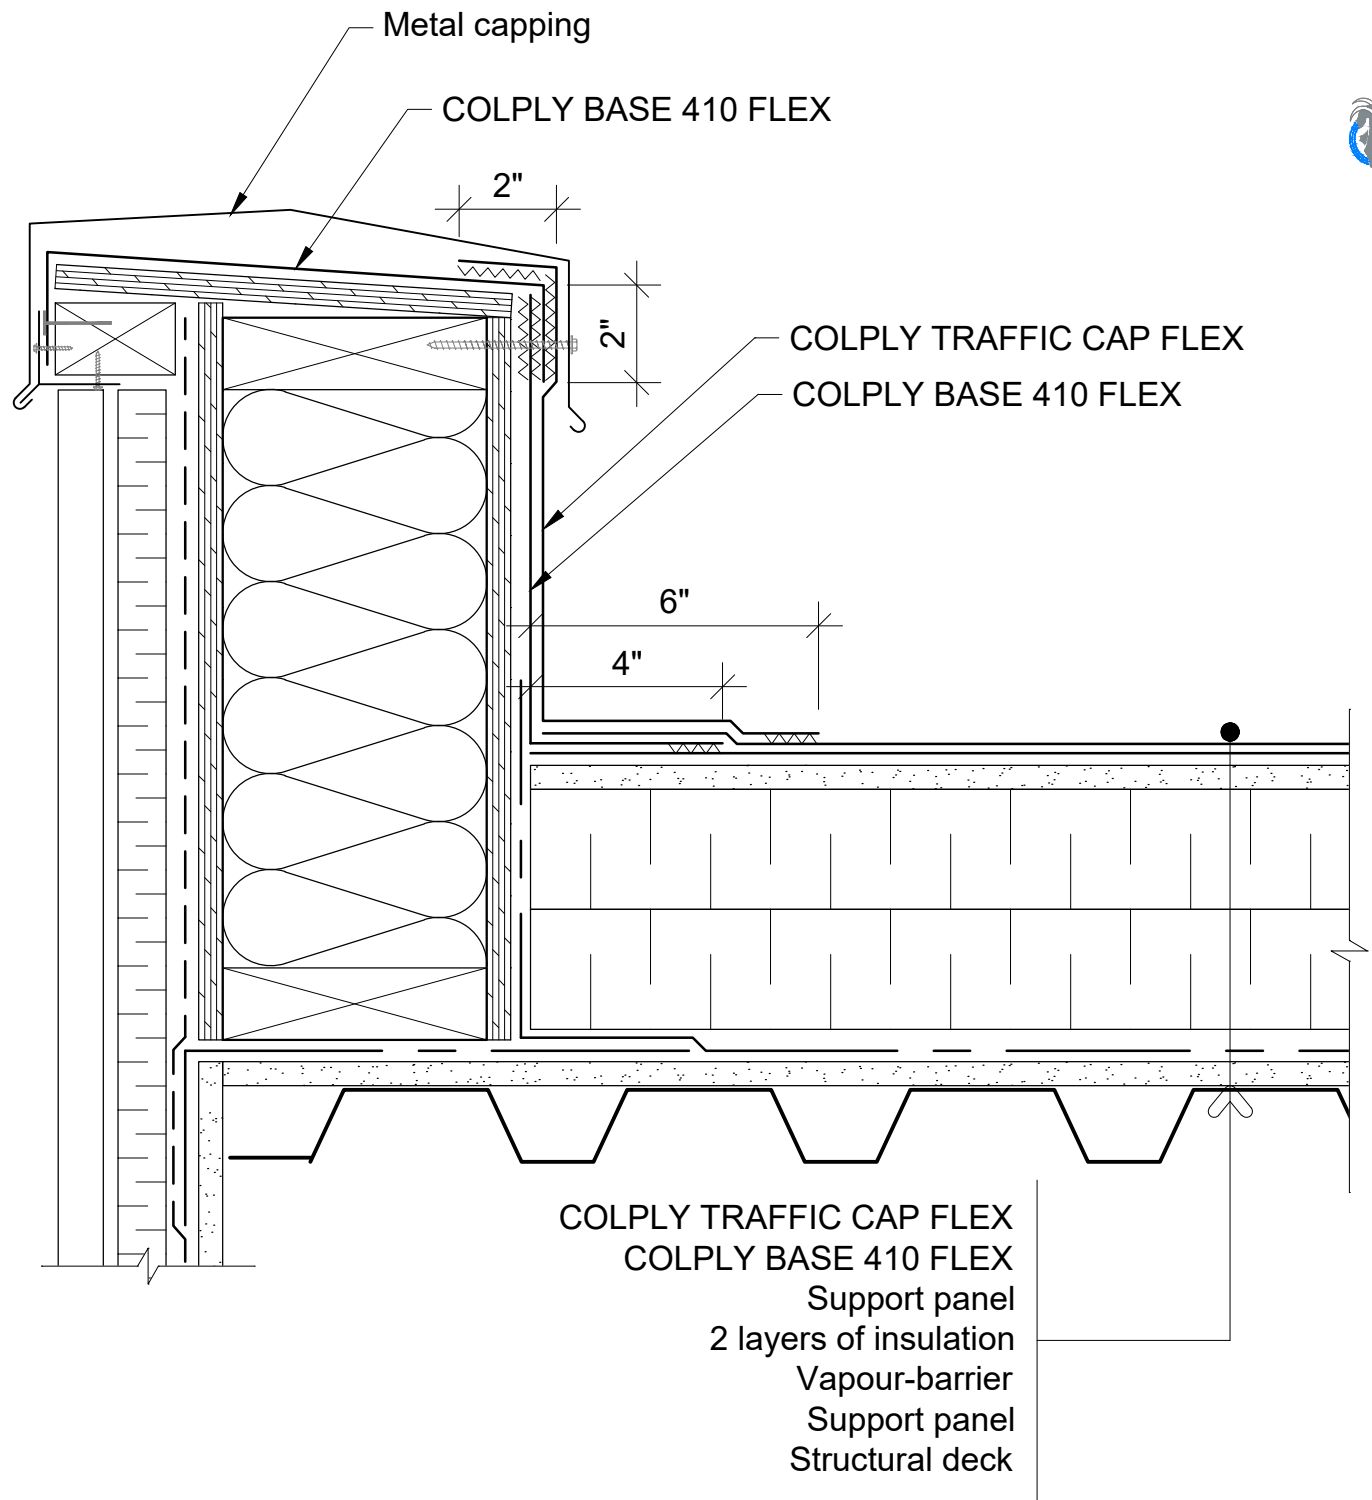 Metal capping
COLPLY BASE 410 FLEX
2"
2"
COLPLY TRAFFIC CAP FLEX
COLPLY BASE 410 FLEX
6"
4"
COLPLY TRAFFIC CAP FLEX
COLPLY BASE 410 FLEX
Support panel
2 layers of insulation
Vapour-barrier
Support panel
Structural deck